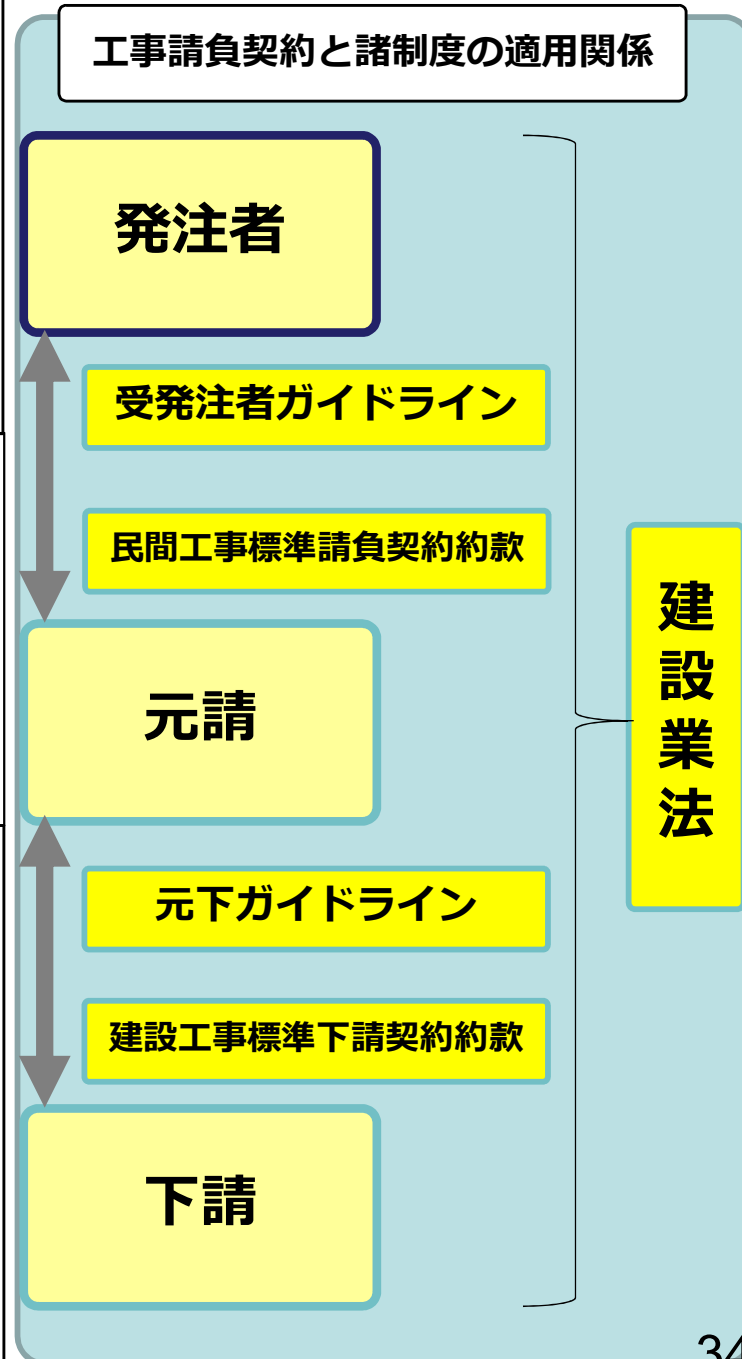 工事請負契約と諸制度の適用関係
発注者
受発注者ガイドライン
民間工事標準請負契約約款
元請
元下ガイドライン
建設工事標準下請契約約款
下請
建設業法
34